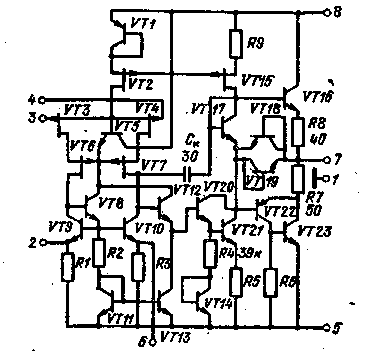 VT1
8
R9
VT2
VT15
4
VT3
VT4
VT17
VT16
3
VT5
VT18
R8
40
Cк
30
VT6
VT7
7
VT19
1
VT8
VT12
VT20
R7
50
VT9
VT10
VT21
VT22
VT23
2
R1
R2
R3
R4
39к
R5
R6
VT11
VT14
6
VT13
5